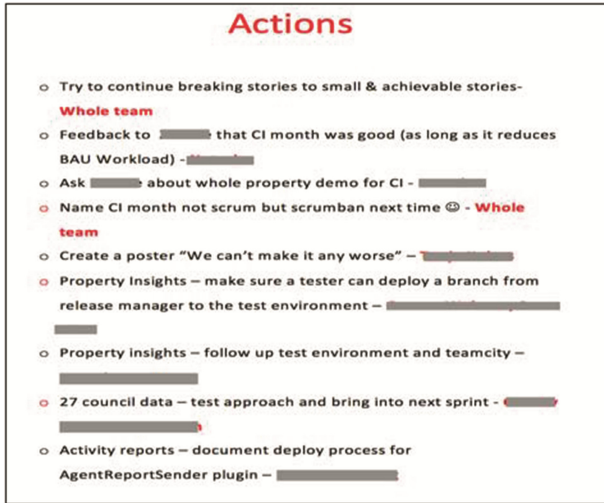 Actions
o Try to continue breaking stories to small & achievable stories-
Whole team
o Feedback to that CI month was good (as long as it reduces
BAU Workload) -
o Ask about whole property demo for CI -
o Name CI month not scrum but scrumban next time ☺ - Whole
team
o Create a poster “We can’t make it any worse” –
o Property Insights – make sure a tester can deploy a branch from
release manager to the test environment –
o Property insights – follow up test environment and teamcity –
o 27 council data – test approach and bring into next sprint -
o Activity reports – document deploy process for
AgentReportSender plugin –